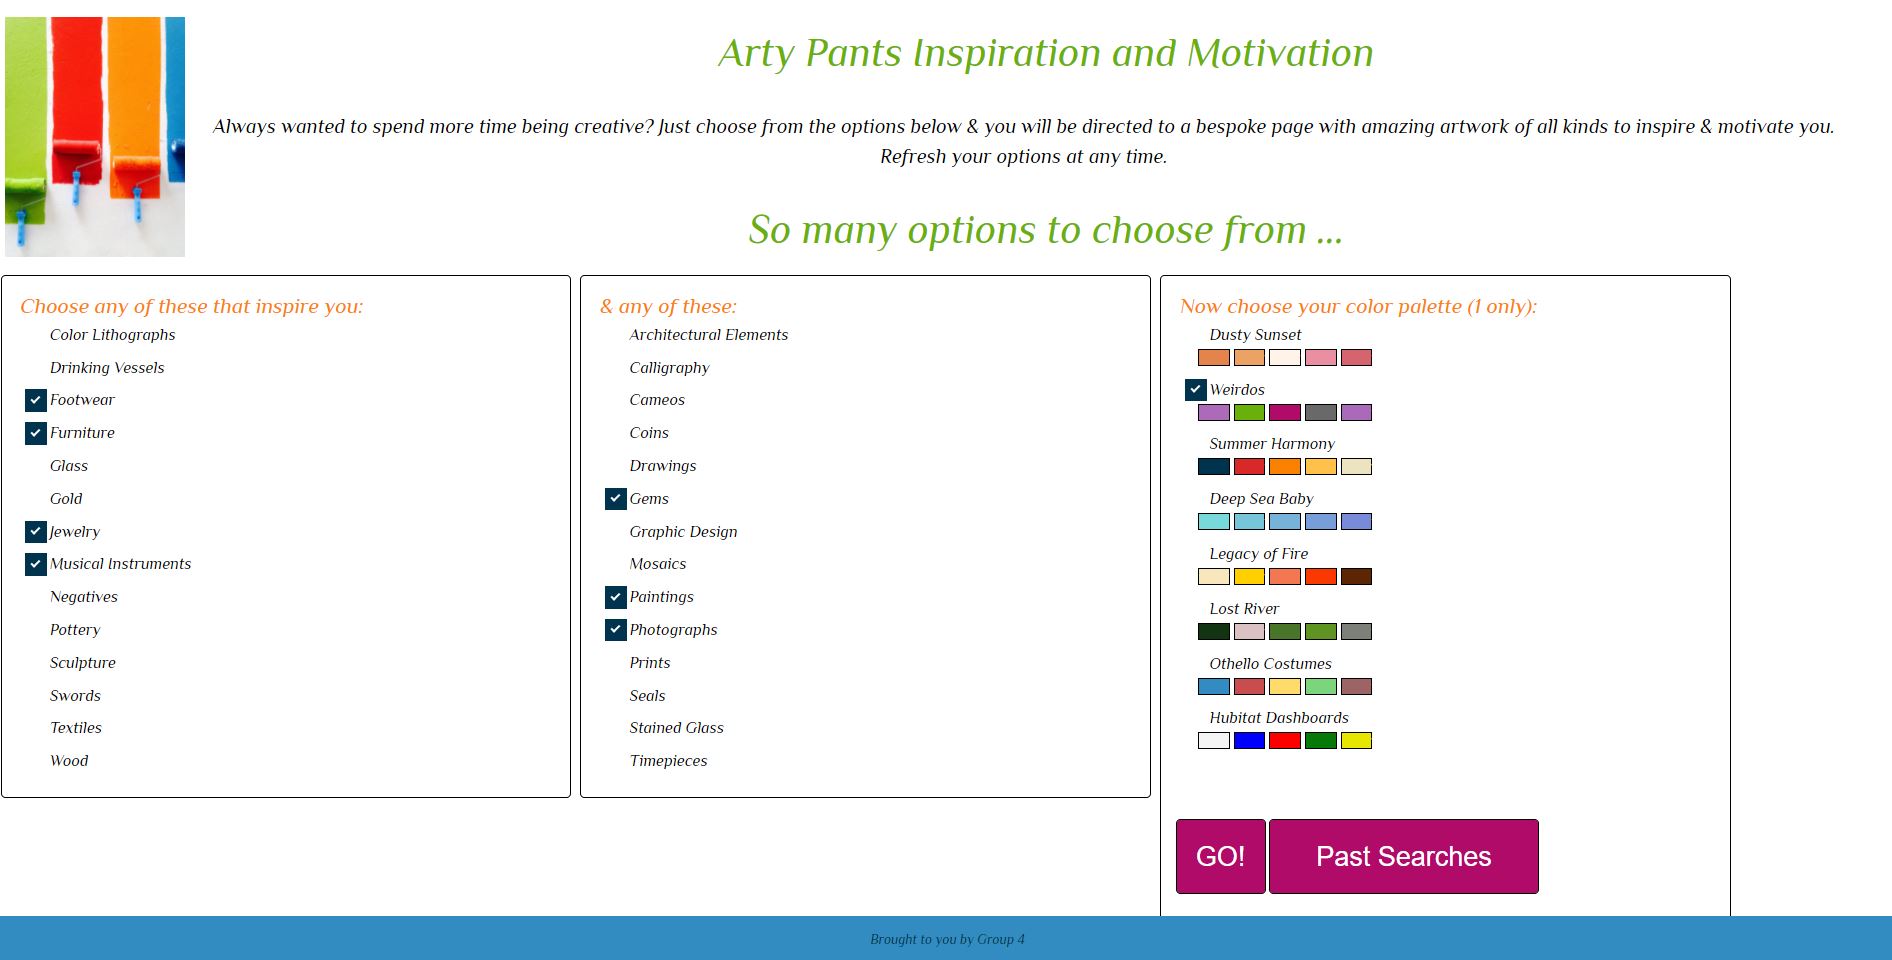 Arty Pants Inspiration and Motivation
Always wanted to spend more time being creative? Just choose from the options below & you will be directed to a bespoke page with amazing artwork of all kinds to inspire & motivate you.
Refresh your options at any time.
So many options to choose from ...
Choose any of these that inspire you:
Color Lithographs
Drinking Vessels
Footwear
Furniture
Glass
Gold
Jewelry
Musical Instruments
Negatives
Pottery
Sculpture
Swords
Textiles
Wood
& any of these:
Architectural Elements
Calligraphy
Cameos
Coins
Drawings
Gems
Graphic Design
Mosaics
Paintings
Photographs
Prints
Seals
Stained Glass
Timepieces
Now choose your color palette (1 only):
Dusty Sunset
Weirdos
Summer Harmony
Deep Sea Baby
Legacy of Fire
Lost River
Othello Costumes
Hubitat Dashboards
GO!
Past Searches
Brought to you by Group 4